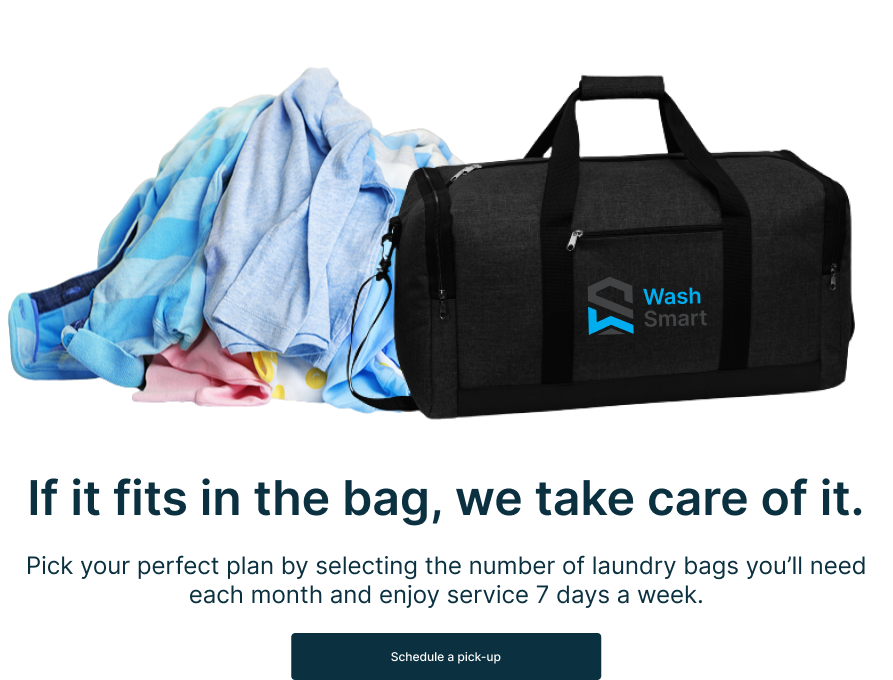 Wash
Smart
If it fits in the bag, we take care of it.
Pick your perfect plan by selecting the number of laundry bags you’ll need
each month and enjoy service 7 days a week.
Schedule a pick-up